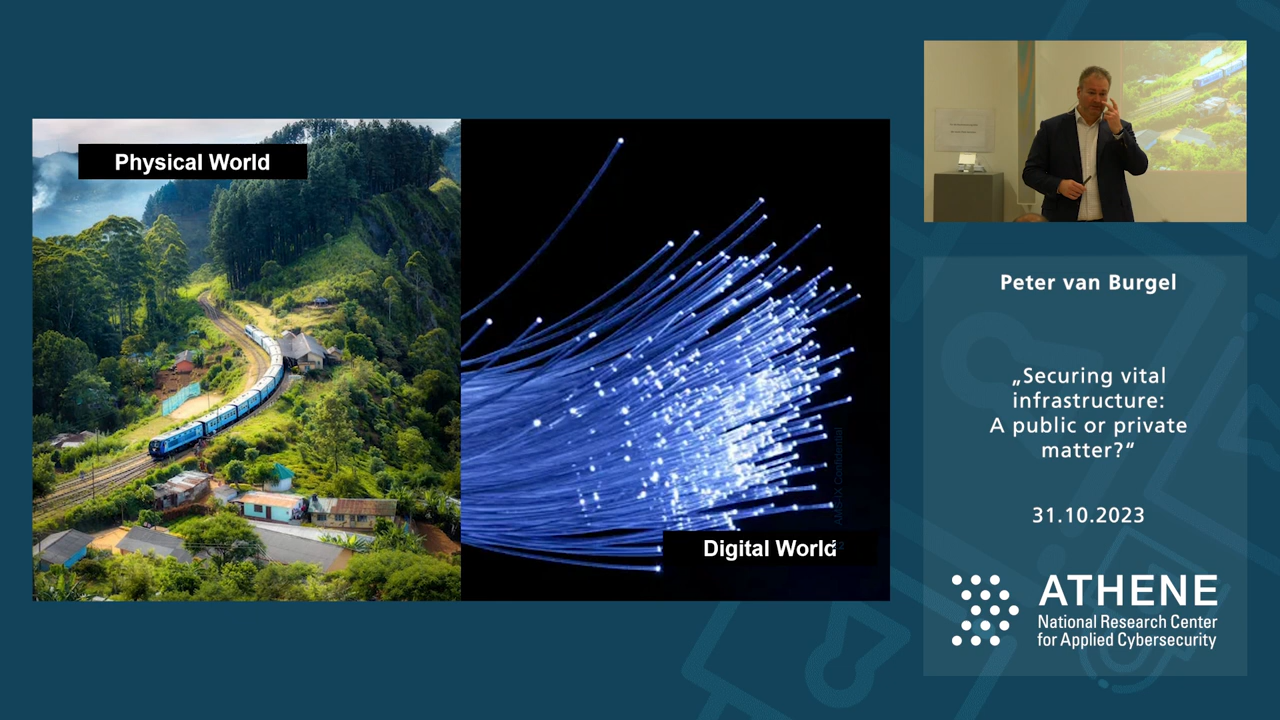 Physical World
Digital World
Peter van Burgel
„Securing vital
infrastructure:
A public or private
matter?“
31.10.2023
ATHENE
National Research Center
for Applied Cybersecurity